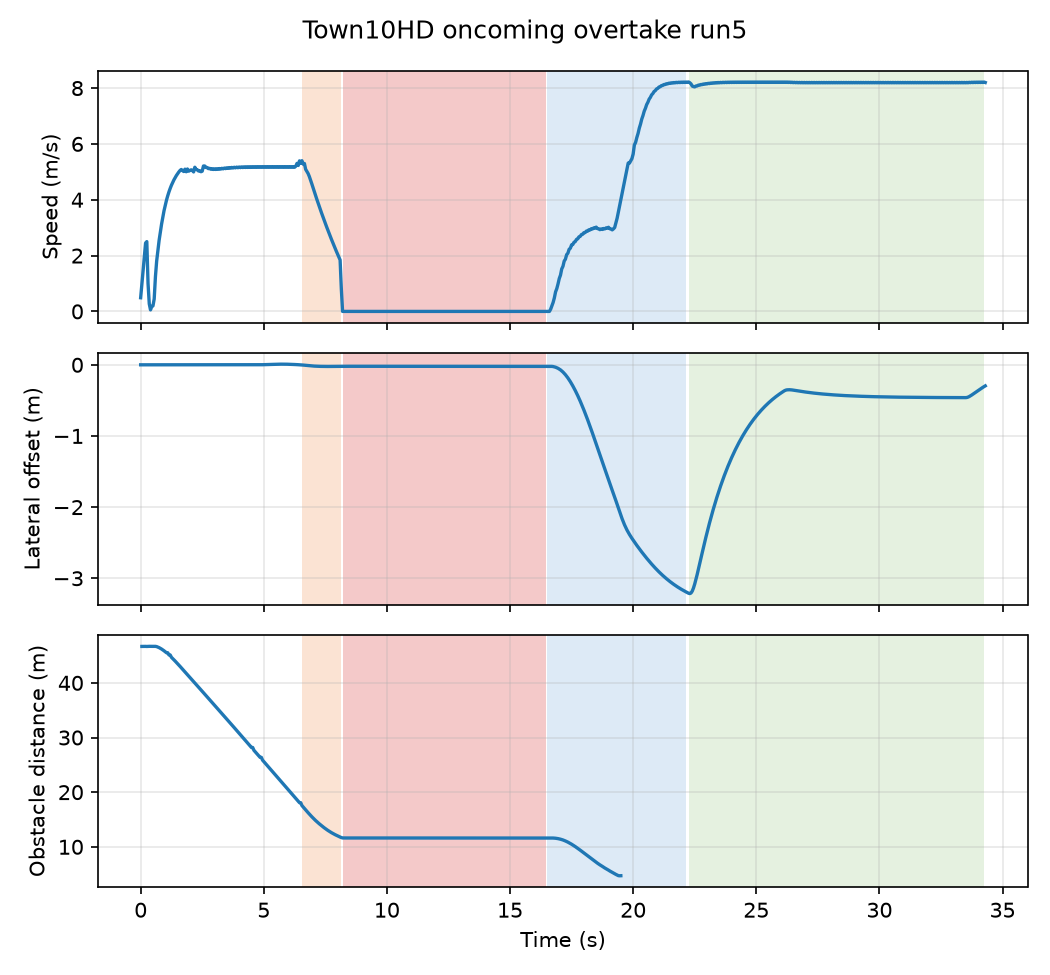 Town10HD oncoming overtake run5
Speed (m/s)
8
6
4
2
0
Lateral offset (m)
0
−1
−2
−3
Obstacle distance (m)
40
30
20
10
0 5 10 15 20 25 30 35
Time (s)